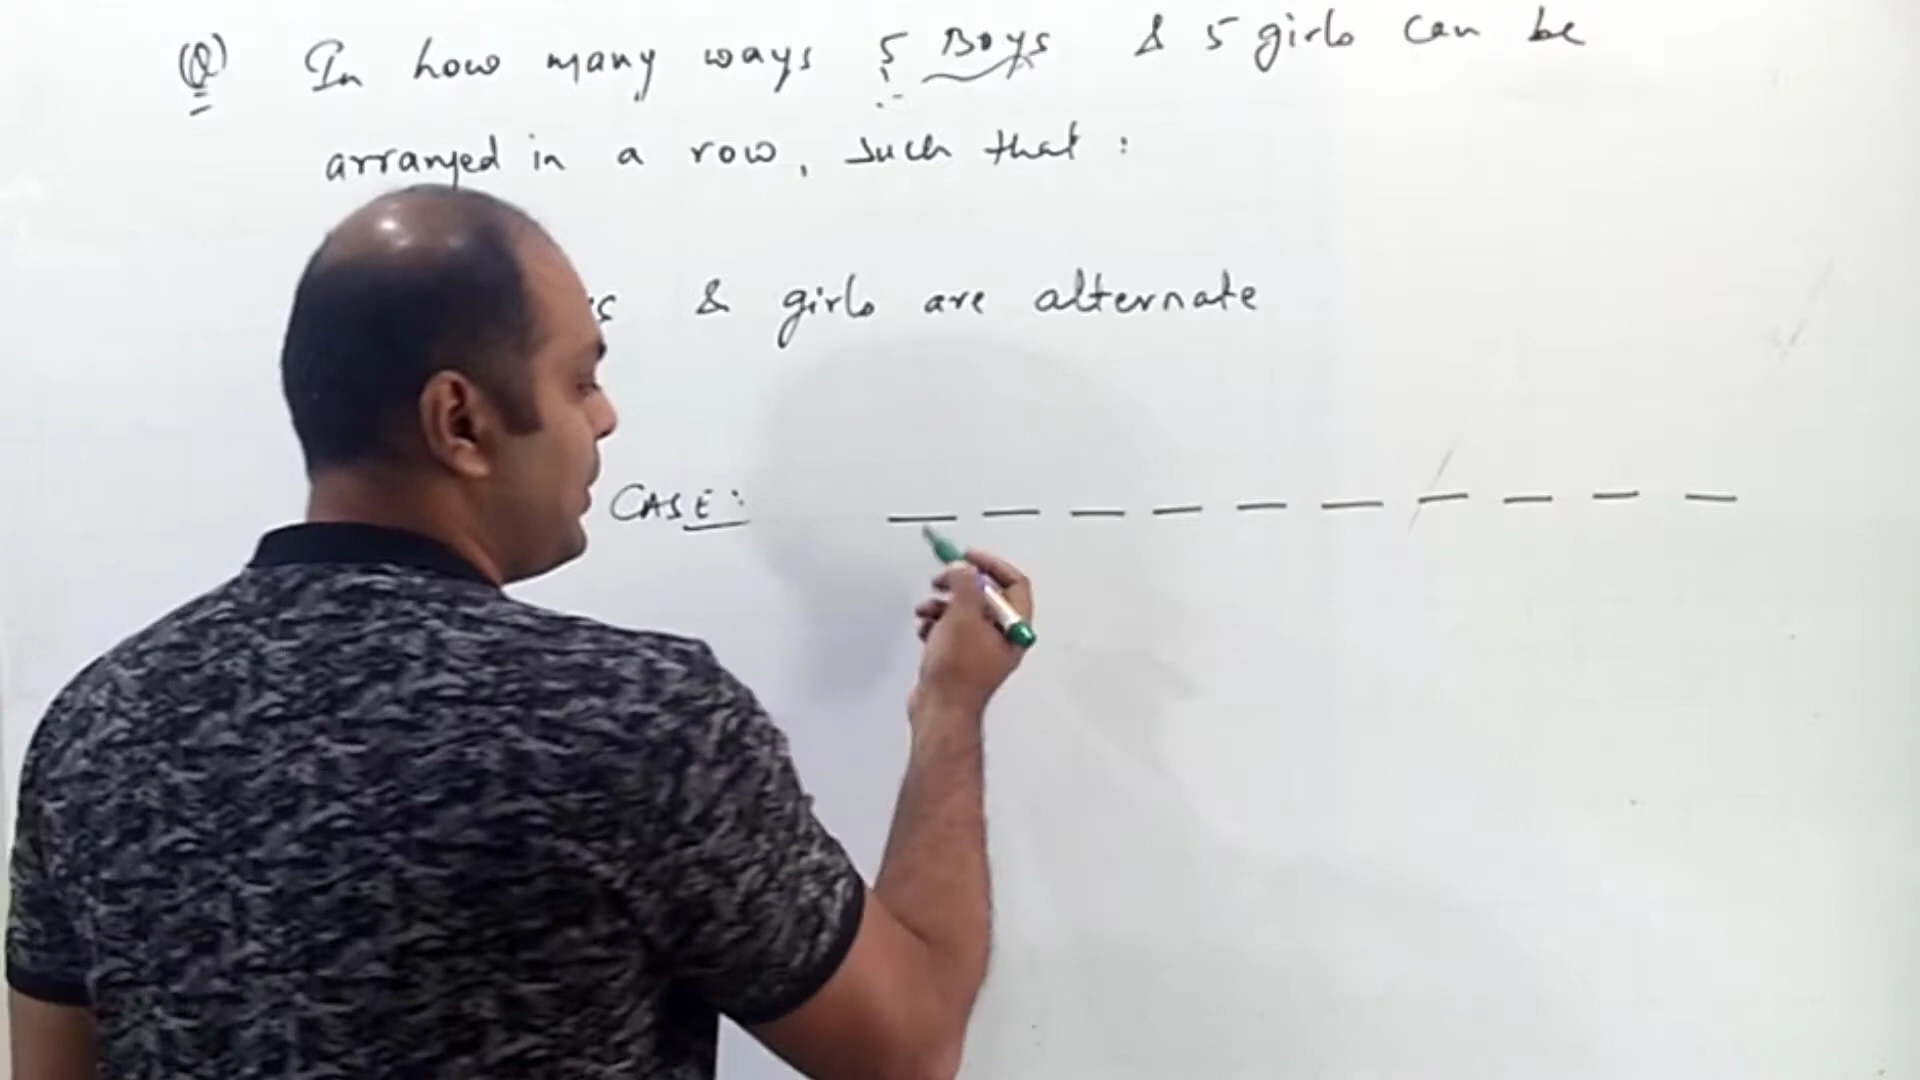 (Q) In how many ways 5 Boys & 5 girls can be
arranged in a row, such that :
& girls are alternate
CASE: